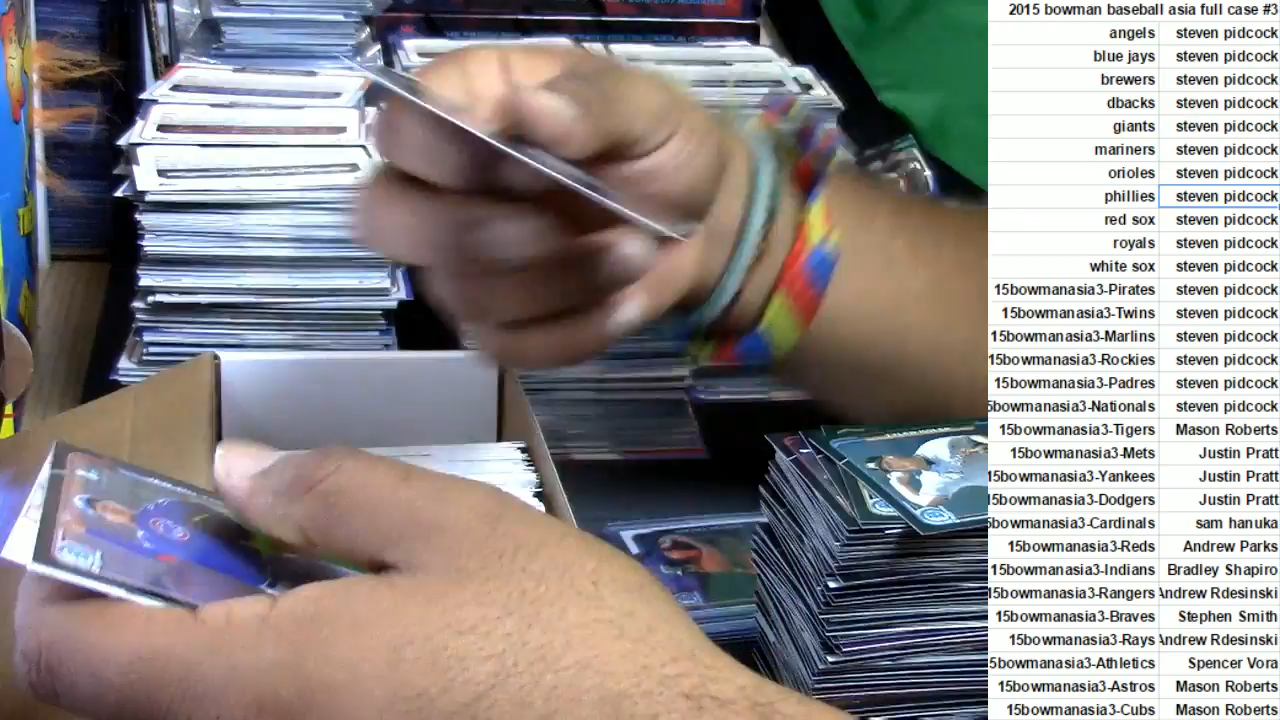 2015 bowman baseball asia full case #3
angels steven pidcock
blue jays steven pidcock
brewers steven pidcock
dbacks steven pidcock
giants steven pidcock
mariners steven pidcock
orioles steven pidcock
phillies steven pidcock
red sox steven pidcock
royals steven pidcock
white sox steven pidcock
15bowmanasia3-Pirates steven pidcock
15bowmanasia3-Twins steven pidcock
15bowmanasia3-Marlins steven pidcock
15bowmanasia3-Rockies steven pidcock
15bowmanasia3-Padres steven pidcock
5bowmanasia3-Nationals steven pidcock
15bowmanasia3-Tigers Mason Roberts
15bowmanasia3-Mets Justin Pratt
15bowmanasia3-Yankees Justin Pratt
15bowmanasia3-Dodgers Justin Pratt
5bowmanasia3-Cardinals sam hanuka
15bowmanasia3-Reds Andrew Parks
15bowmanasia3-Indians Bradley Shapiro
15bowmanasia3-Rangers Andrew Rdesinski
15bowmanasia3-Braves Stephen Smith
15bowmanasia3-Rays Andrew Rdesinski
5bowmanasia3-Athletics Spencer Vora
15bowmanasia3-Astros Mason Roberts
15bowmanasia3-Cubs Mason Roberts